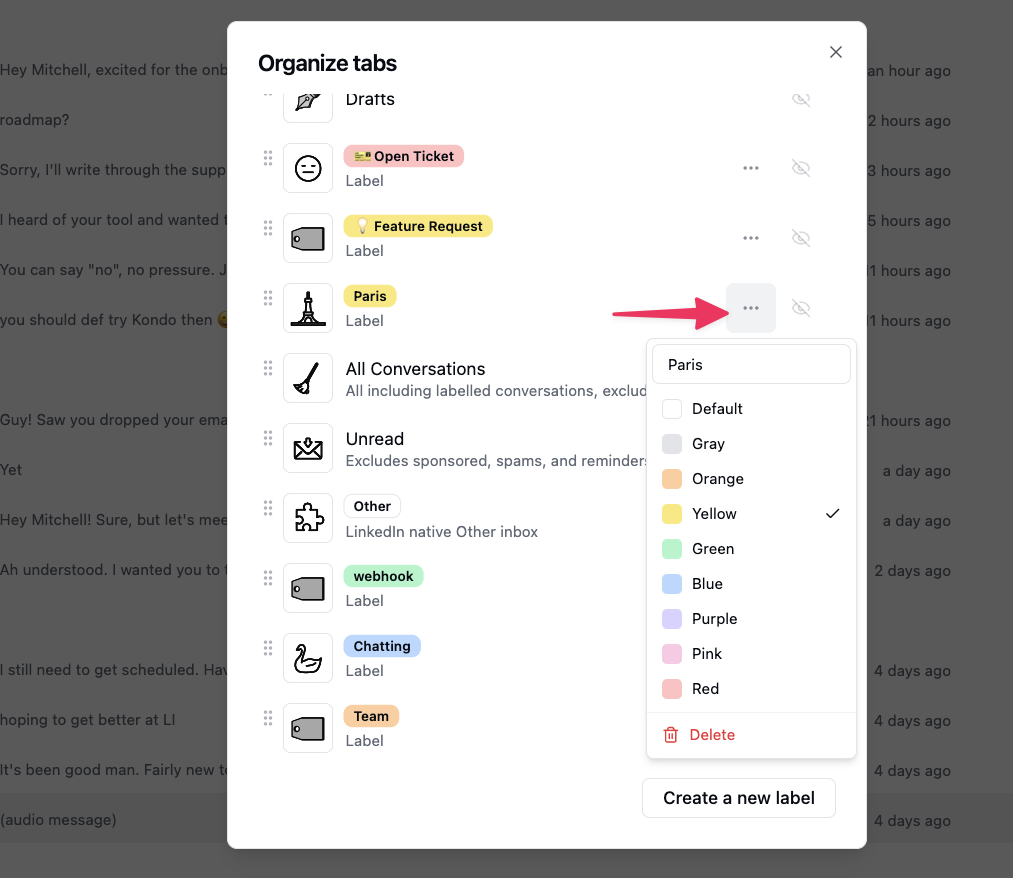 Organize tabs
Drafts
🎫 Open Ticket
Label
💡 Feature Request
Label
Paris
Label
All Conversations
All including labelled conversations, exclud
Unread
Excludes sponsored, spams, and reminders
Other
LinkedIn native Other inbox
webhook
Label
Chatting
Label
Team
Label
Paris
Default
Gray
Orange
Yellow
Green
Blue
Purple
Pink
Red
Delete
Create a new label
Hey Mitchell, excited for the onb
an hour ago
roadmap?
2 hours ago
Sorry, I'll write through the supp
3 hours ago
I heard of your tool and wanted t
5 hours ago
You can say "no", no pressure. J
11 hours ago
you should def try Kondo then
11 hours ago
Guy! Saw you dropped your ema
21 hours ago
Yet
a day ago
Hey Mitchell! Sure, but let's mee
a day ago
Ah understood. I wanted you to t
2 days ago
I still need to get scheduled. Hav
4 days ago
hoping to get better at LI
4 days ago
It's been good man. Fairly new to
4 days ago
(audio message)
4 days ago